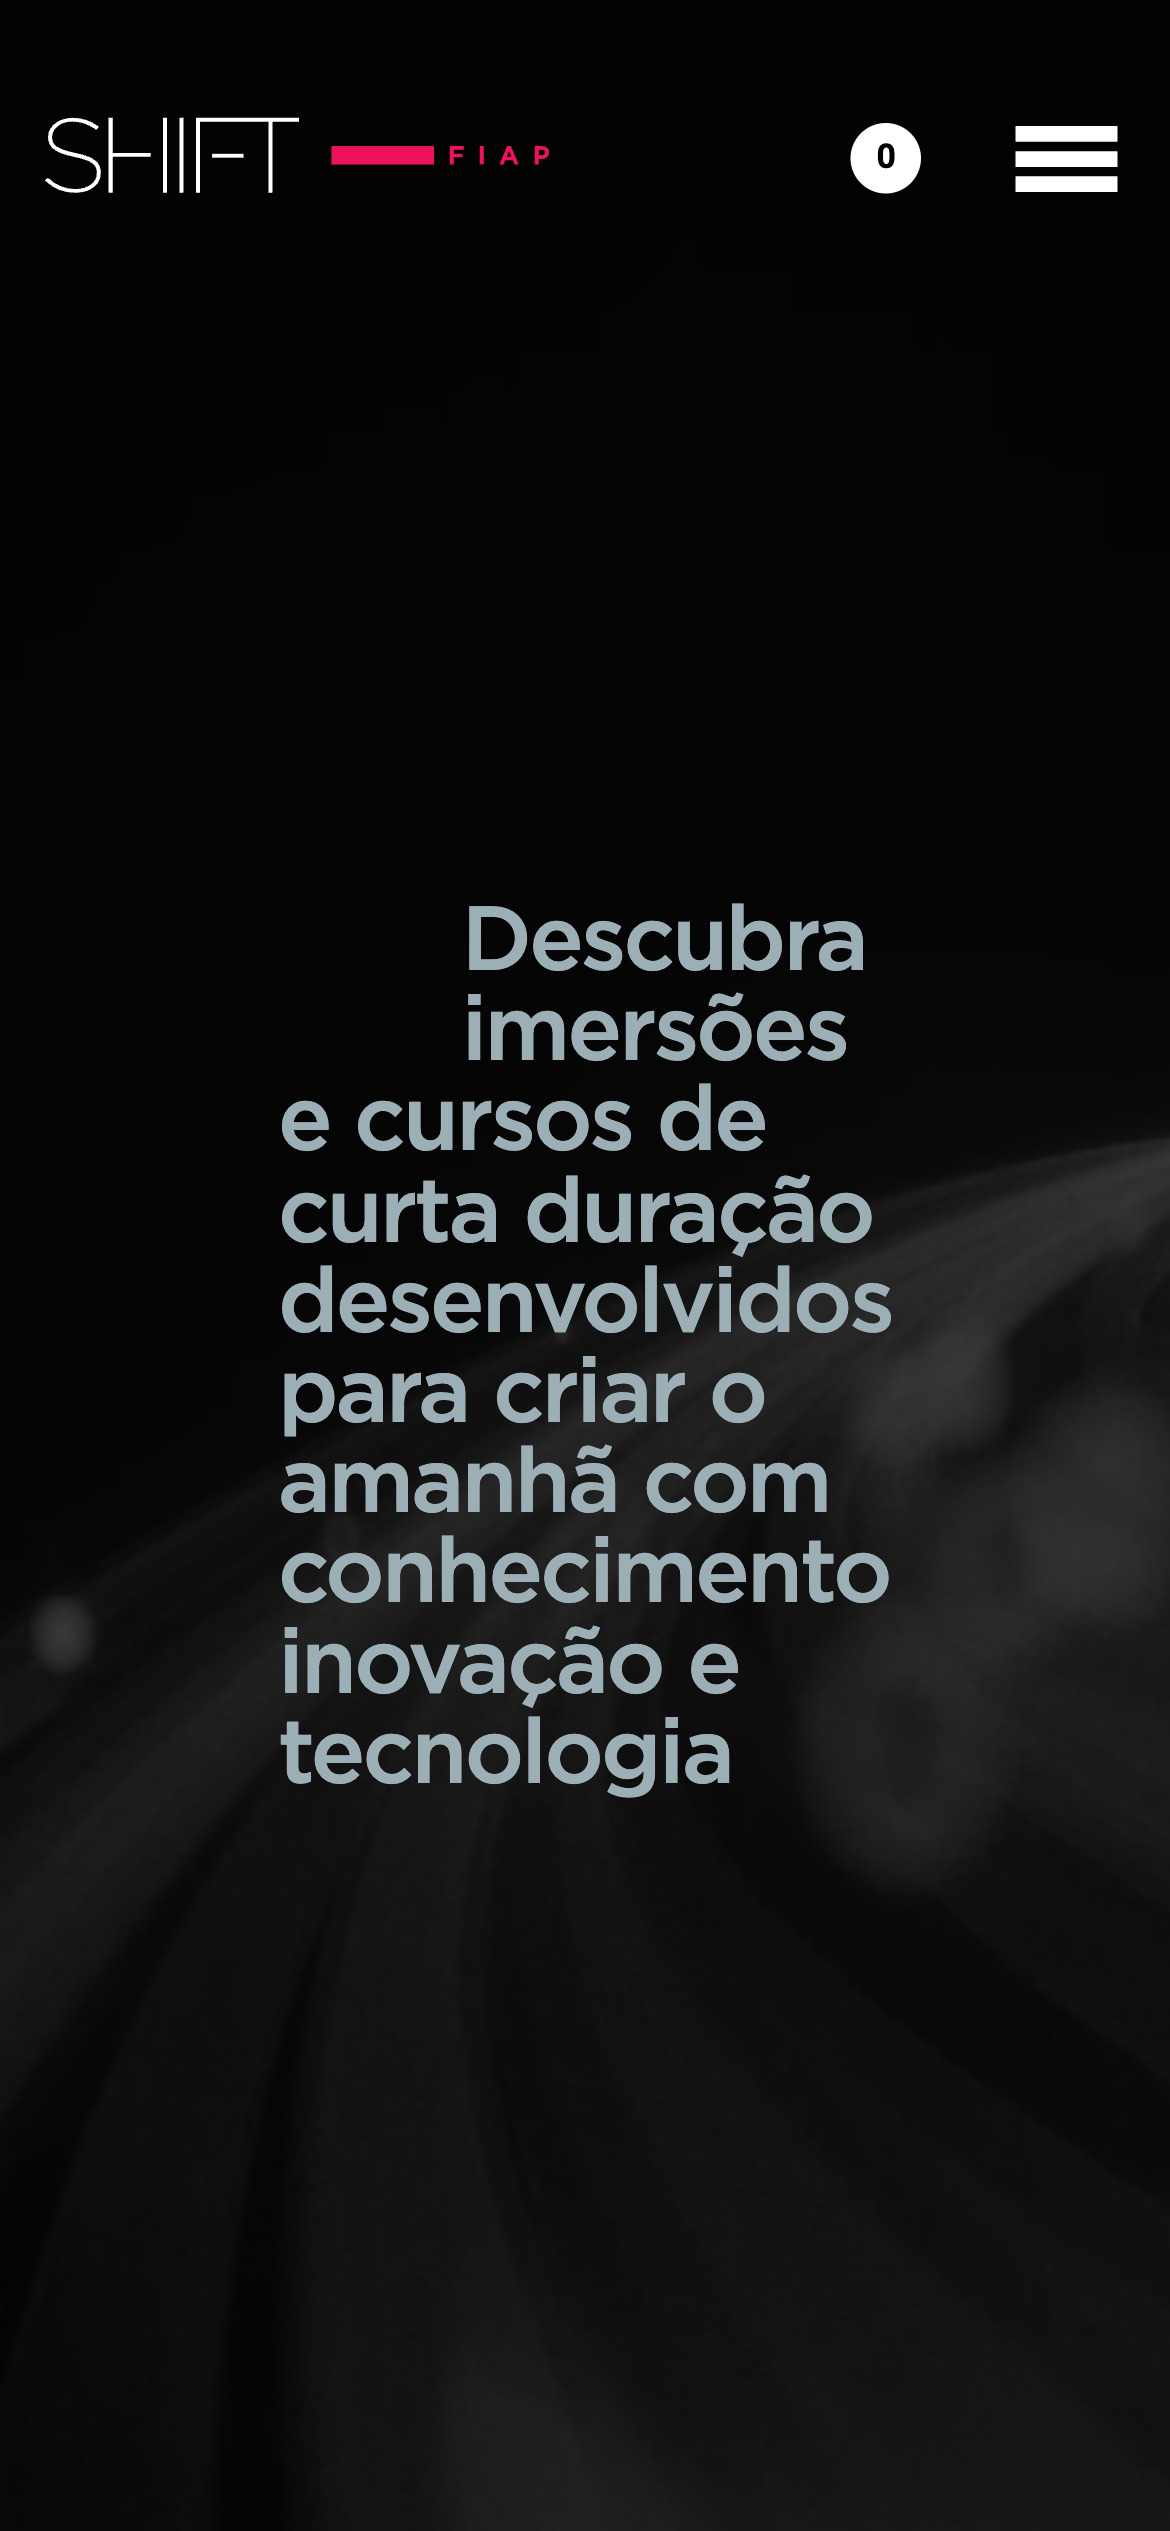 SHIFT FIAP 0
Descubra
imersões
e cursos de
curta duração
desenvolvidos
para criar o
amanhã com
conhecimento
inovação e
tecnologia